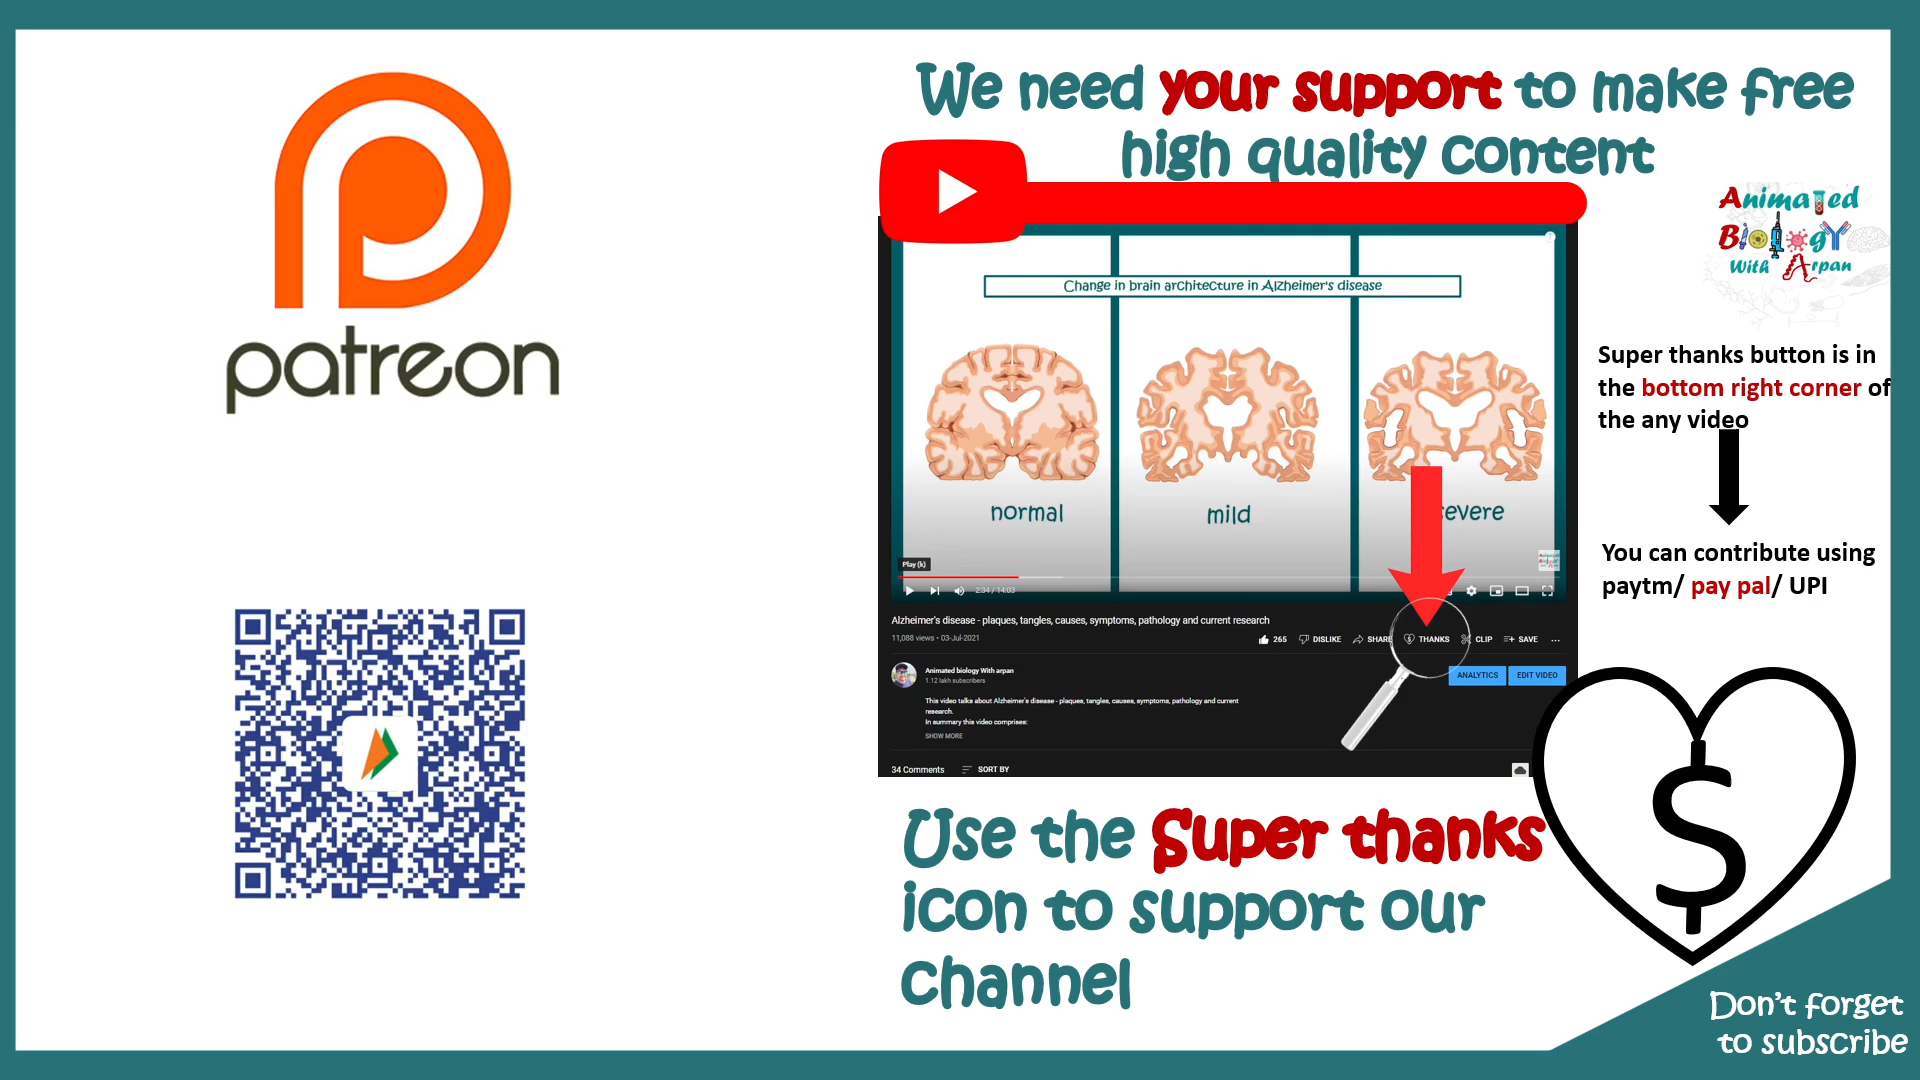 patreon
We need your support to make free
high quality content
Animated
Biology
With Arpan
Change in brain architecture in Alzheimer's disease
normal
mild
severe
Play (k)
2:34 / 14:03
Alzheimer's disease - plaques, tangles, causes, symptoms, pathology and current research
11,088 views • 03-Jul-2021
265 DISLIKE SHARE THANKS CLIP SAVE ...
Animated biology With arpan
1.12 lakh subscribers
ANALYTICS EDIT VIDEO
This video talks about Alzheimer's disease - plaques, tangles, causes, symptoms, pathology and current
research.
In summary this video comprises:
SHOW MORE
34 Comments SORT BY
Super thanks button is in
the bottom right corner of
the any video
You can contribute using
paytm/ pay pal/ UPI
$
Use the Super thanks
icon to support our
channel
Don't forget
to subscribe